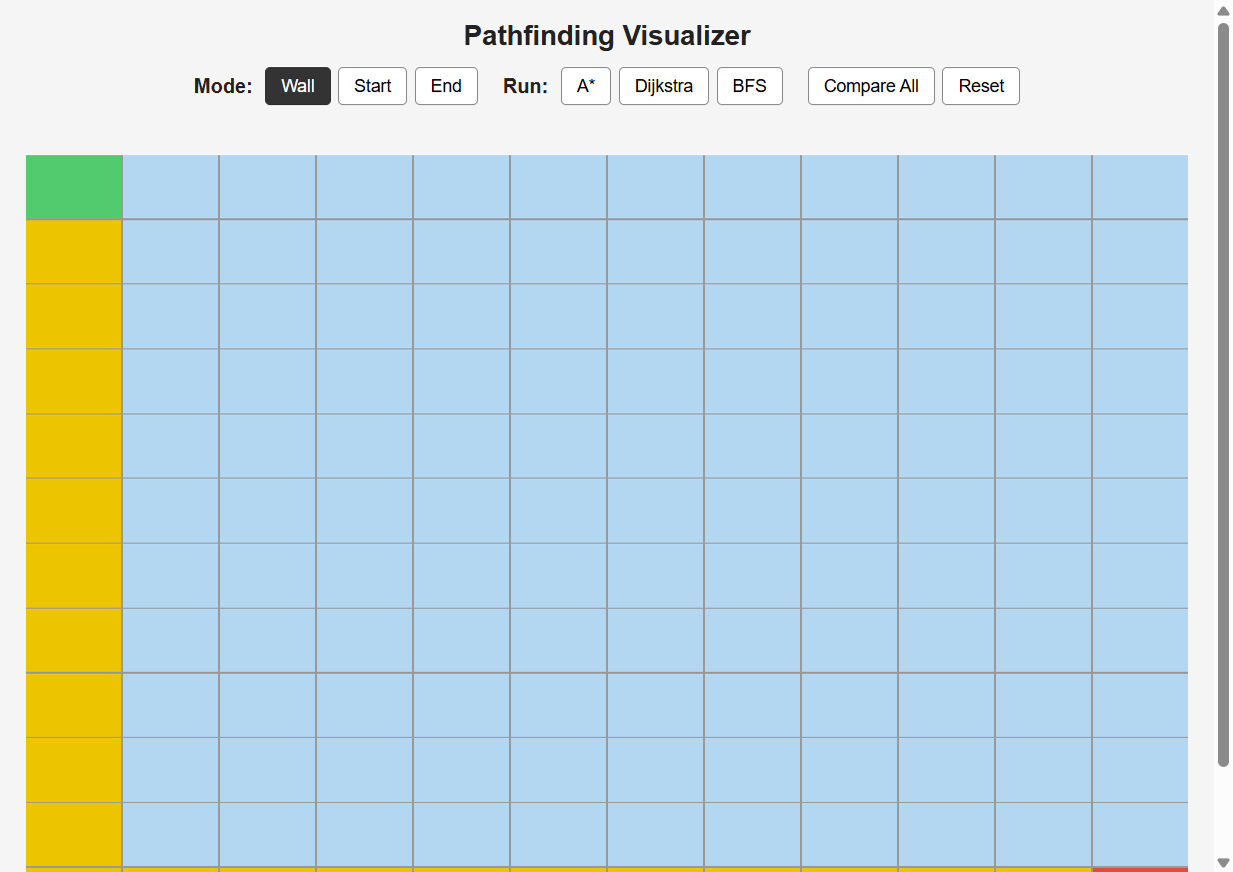 Pathfinding Visualizer
Mode: Wall Start End Run: A* Dijkstra BFS Compare All Reset